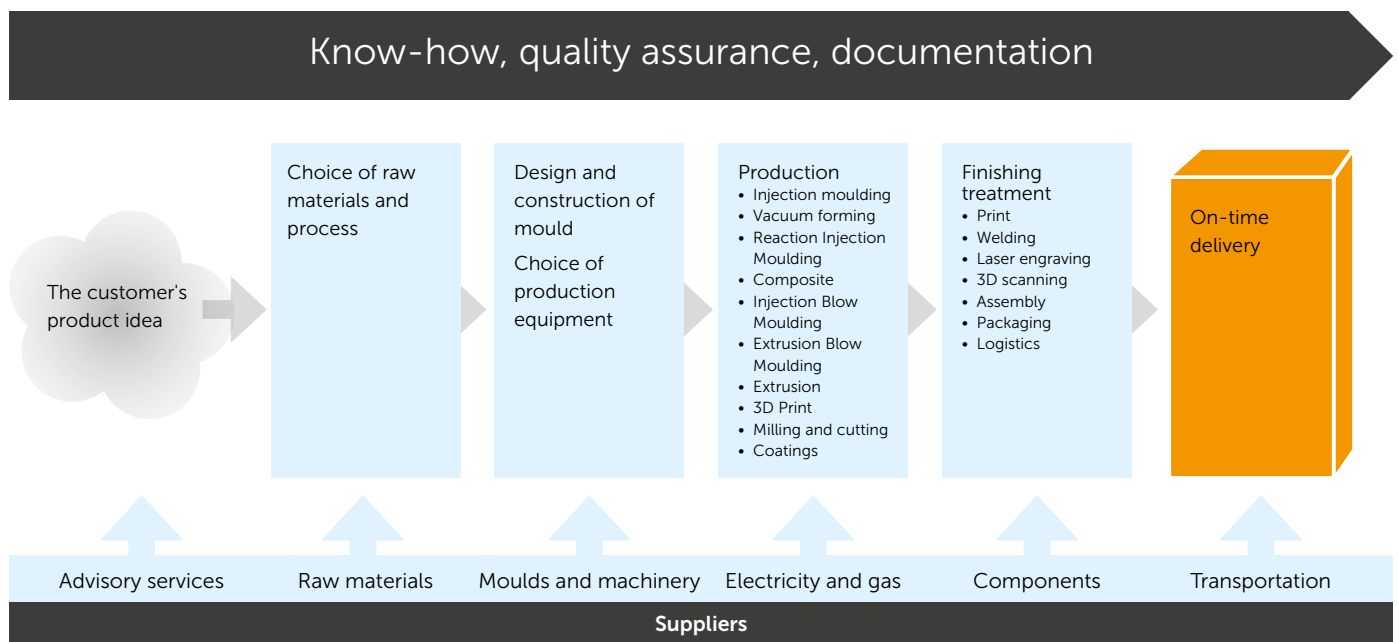 Know-how, quality assurance, documentation
The customer's
product idea
Choice of raw
materials and
process
Design and
construction of
mould
Choice of
production
equipment
Production
• Injection moulding
• Vacuum forming
• Reaction Injection
Moulding
• Composite
• Injection Blow
Moulding
• Extrusion Blow
Moulding
• Extrusion
• 3D Print
• Milling and cutting
• Coatings
Finishing
treatment
• Print
• Welding
• Laser engraving
• 3D scanning
• Assembly
• Packaging
• Logistics
On-time
delivery
Advisory services
Raw materials
Moulds and machinery
Electricity and gas
Components
Transportation
Suppliers